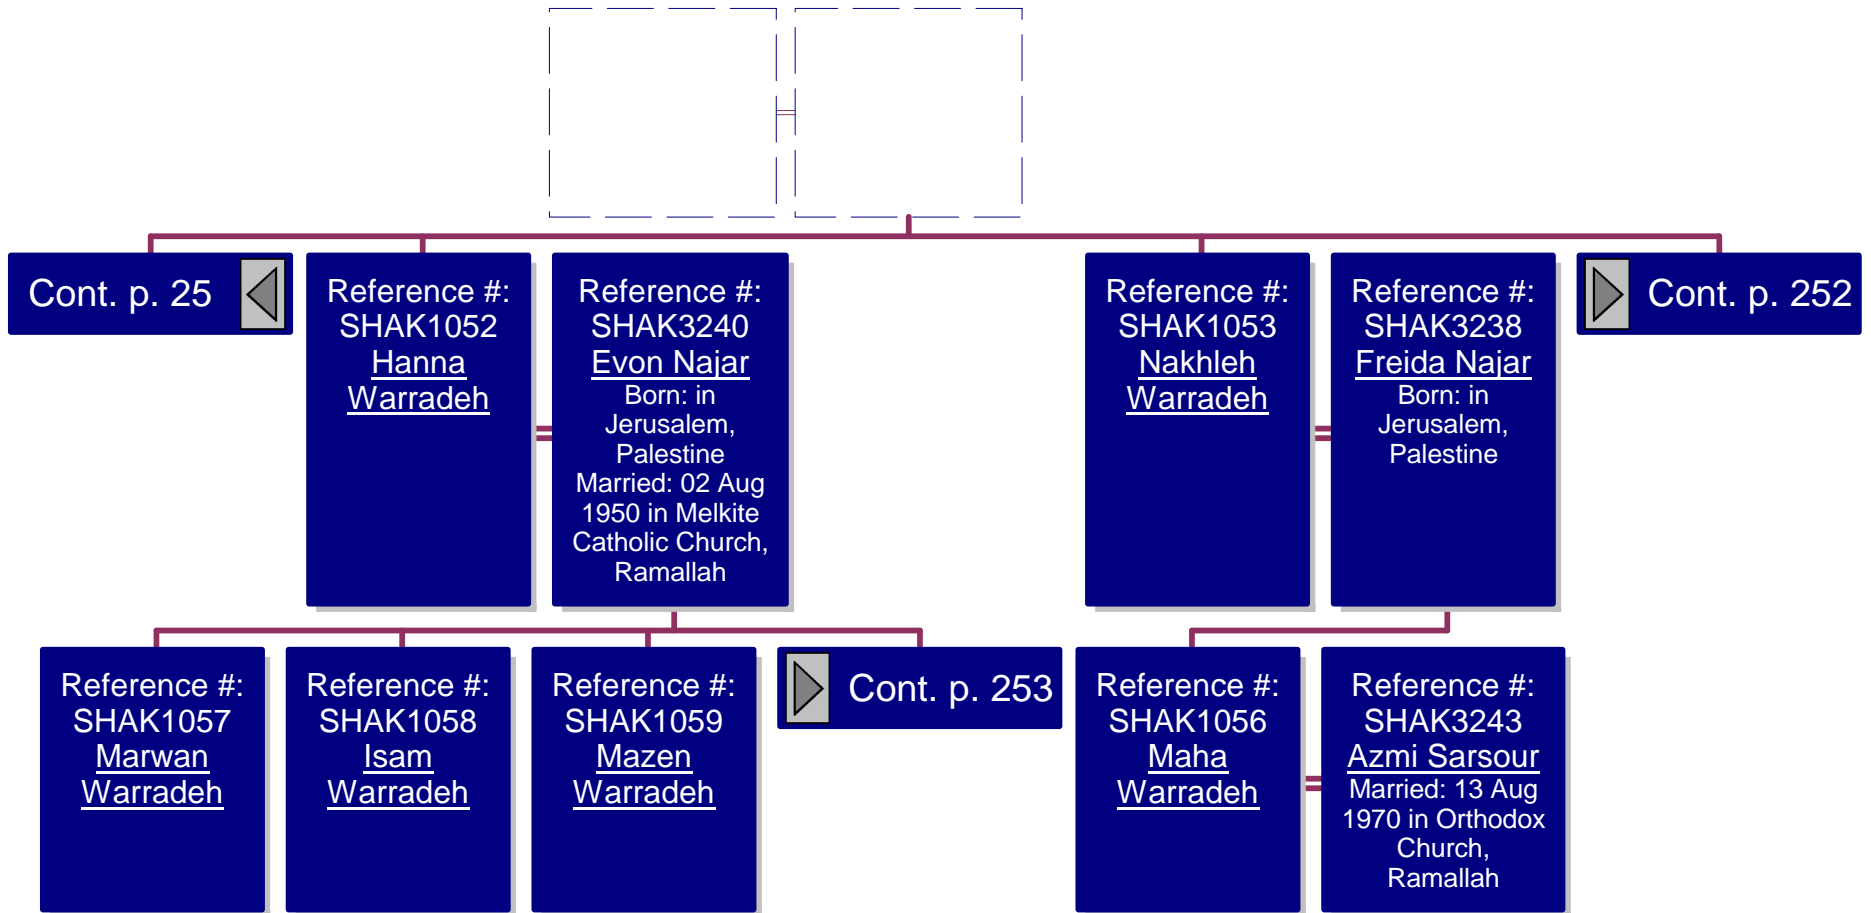 Cont. p. 25
Reference #:
SHAK1052
Hanna
Warradeh
Reference #:
SHAK3240
Evon Najar
Born: in
Jerusalem,
Palestine
Married: 02 Aug
1950 in Melkite
Catholic Church,
Ramallah
Reference #:
SHAK1053
Nakhleh
Warradeh
Reference #:
SHAK3238
Freida Najar
Born: in
Jerusalem,
Palestine
Cont. p. 252
Reference #:
SHAK1057
Marwan
Warradeh
Reference #:
SHAK1058
Isam
Warradeh
Reference #:
SHAK1059
Mazen
Warradeh
Cont. p. 253
Reference #:
SHAK1056
Maha
Warradeh
Reference #:
SHAK3243
Azmi Sarsour
Married: 13 Aug
1970 in Orthodox
Church,
Ramallah